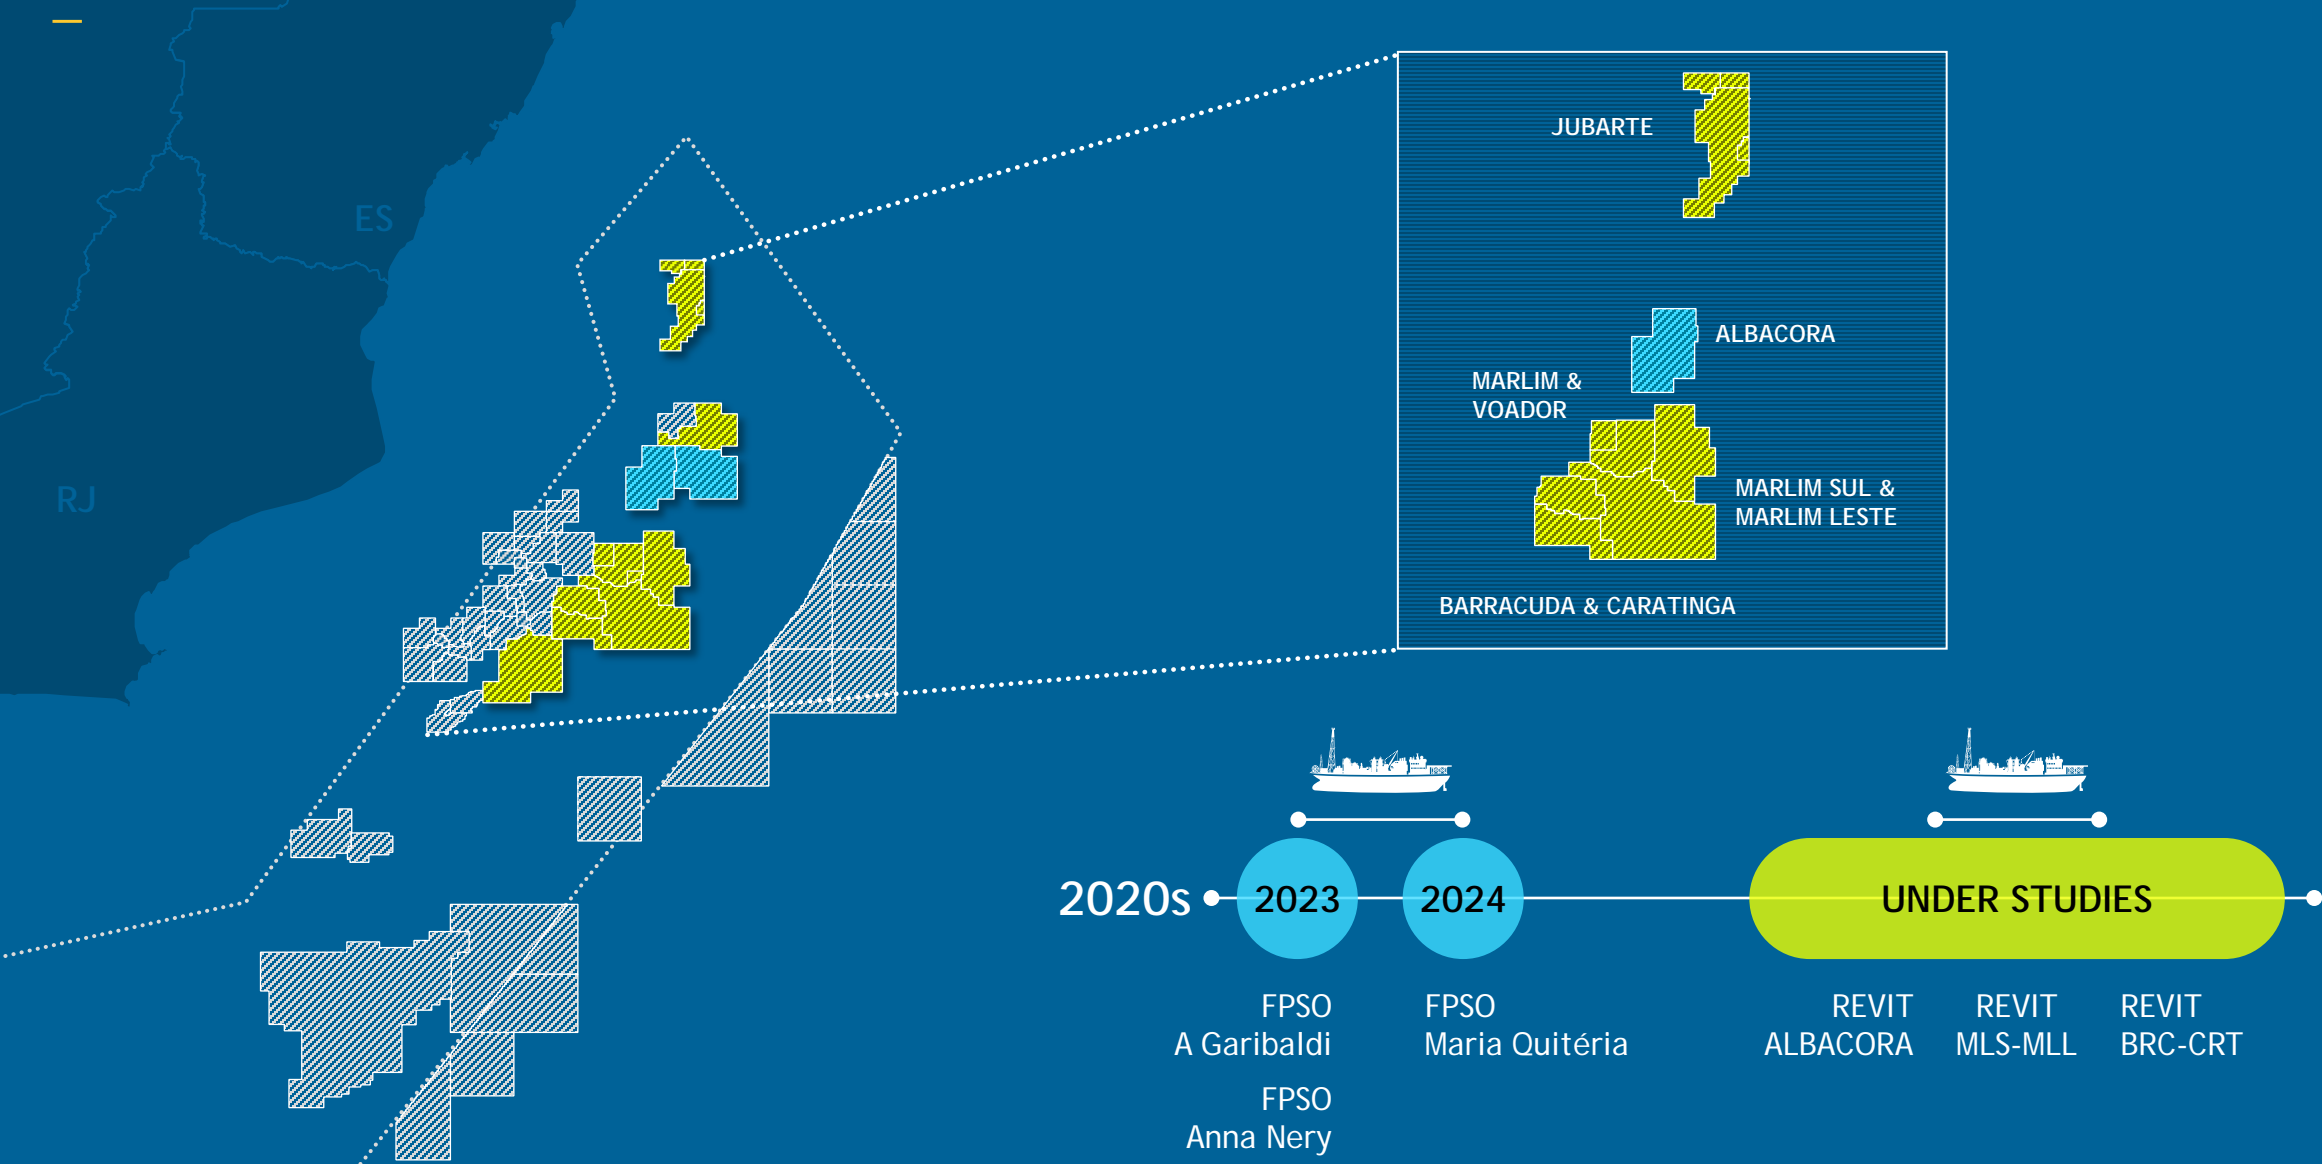 ES
RJ
JUBARTE
ALBACORA
MARLIM &
VOADOR
MARLIM SUL &
MARLIM LESTE
BARRACUDA & CARATINGA
2020s
2023
2024
UNDER STUDIES
FPSO
A Garibaldi
FPSO
Anna Nery
FPSO
Maria Quitéria
REVIT
ALBACORA
REVIT
MLS-MLL
REVIT
BRC-CRT